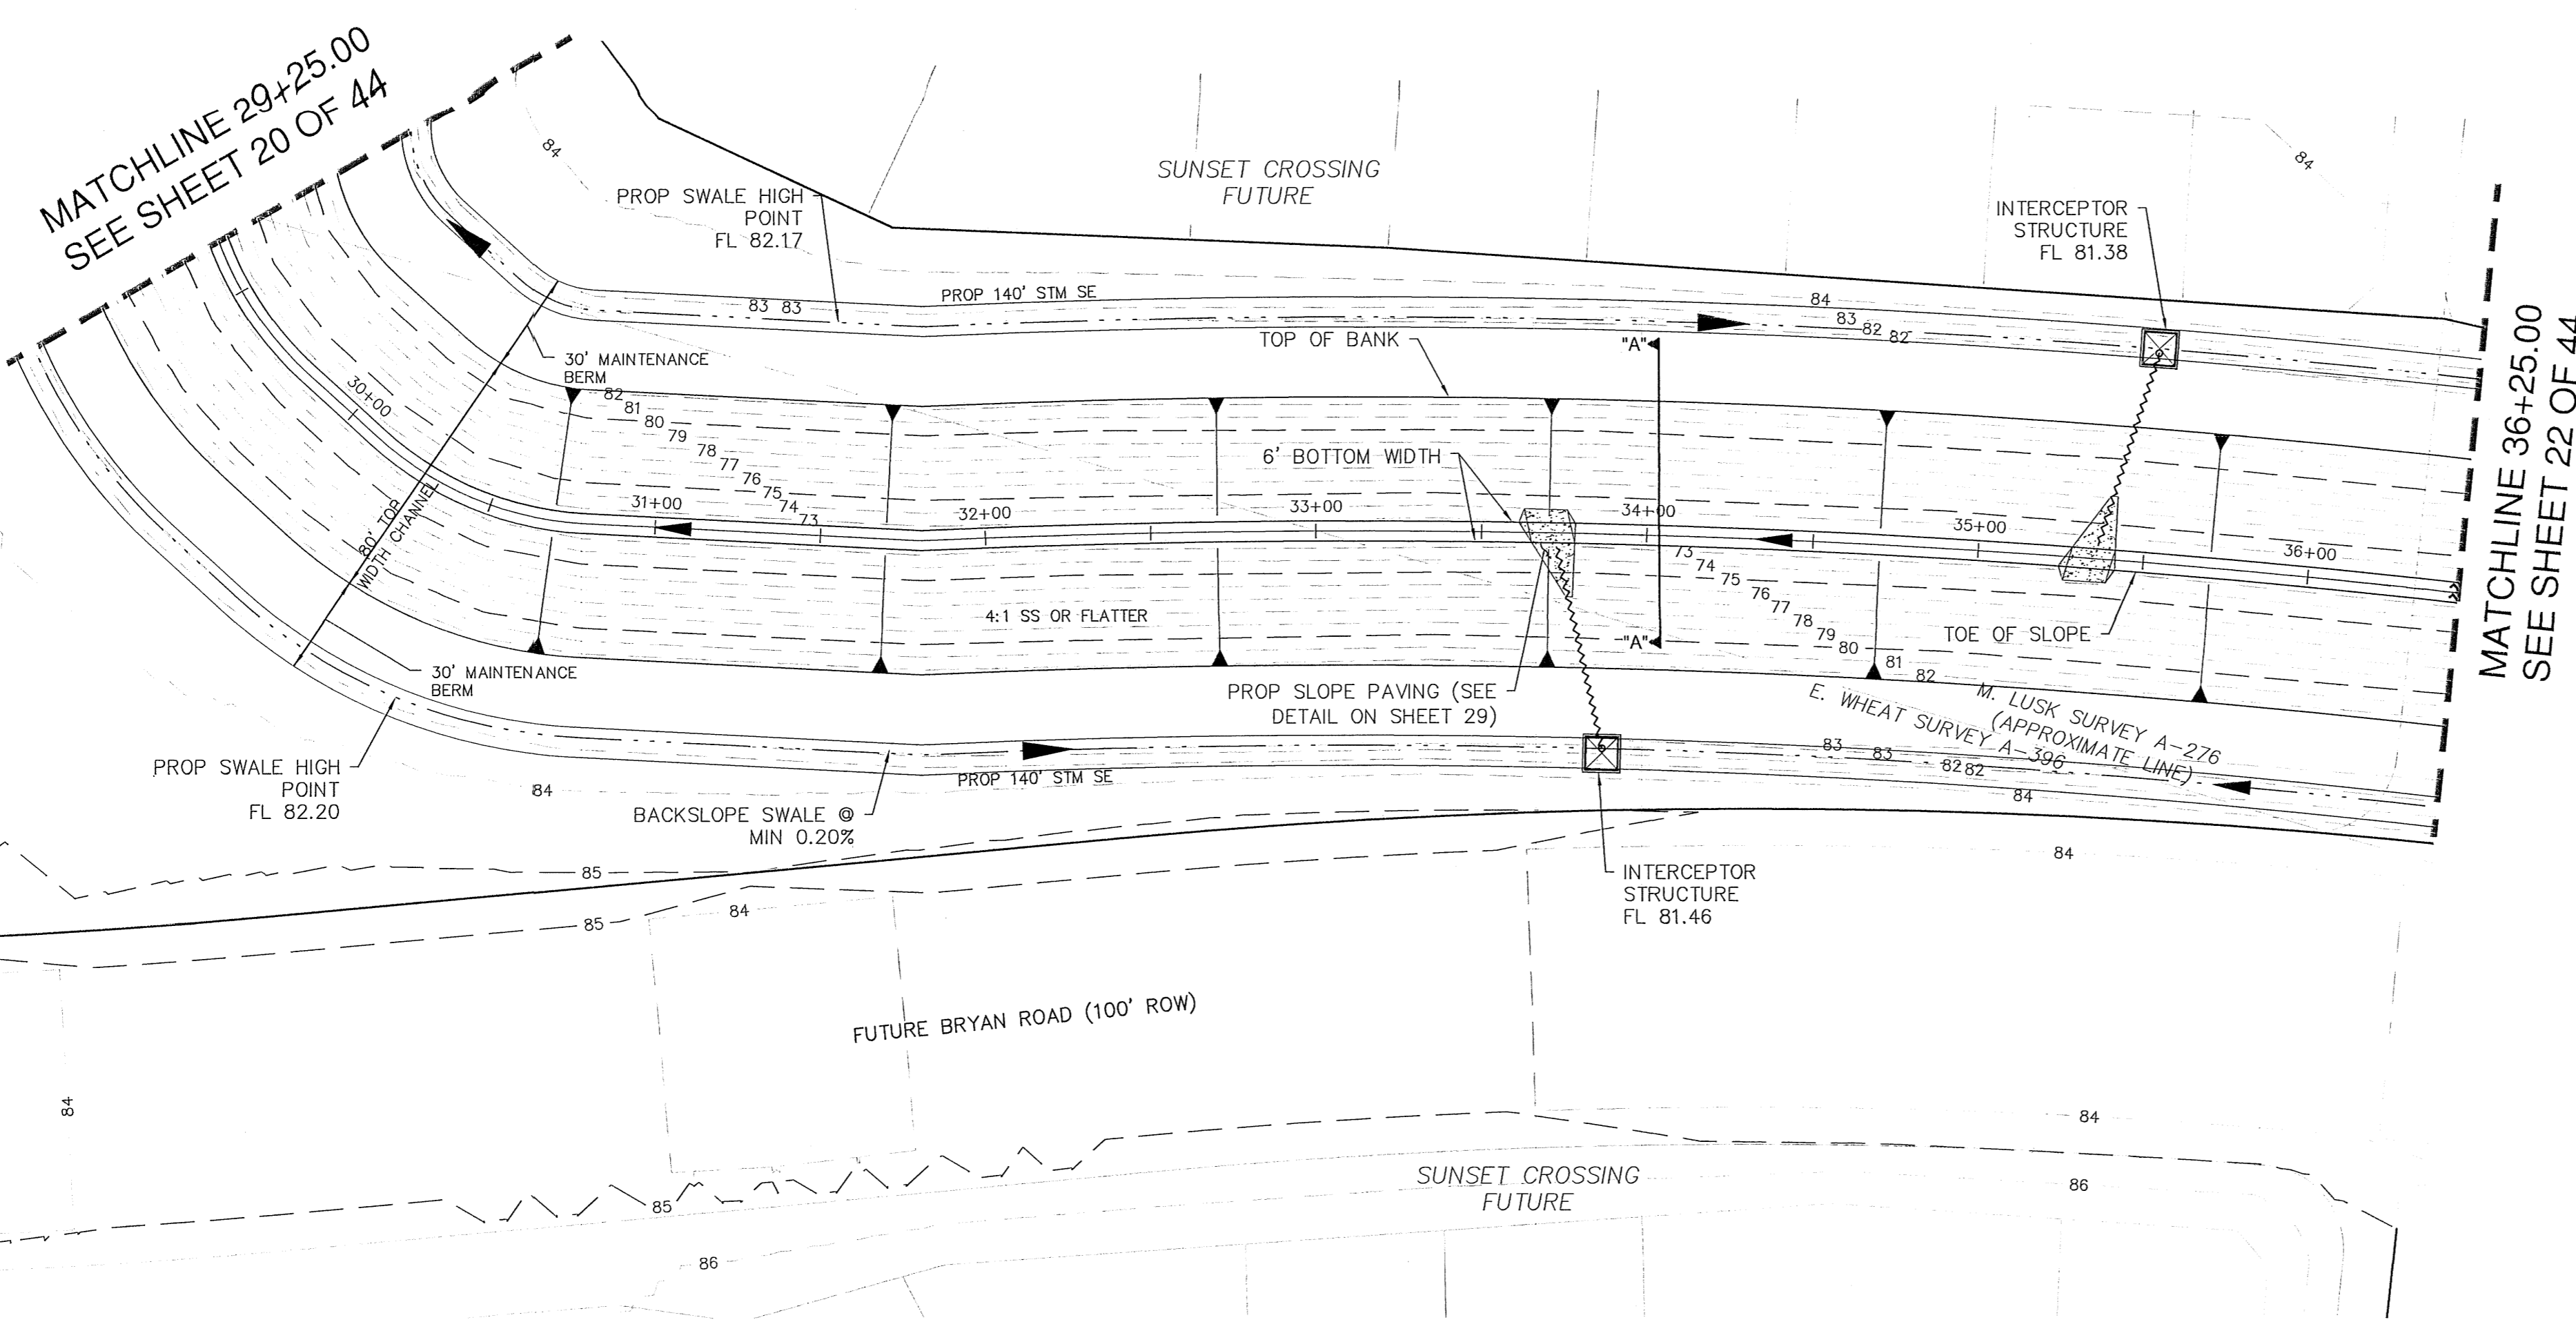 MATCHLINE 29+25.00
SEE SHEET 20 OF 44
84
SUNSET CROSSING
FUTURE
84
PROP SWALE HIGH
POINT
FL 82.17
INTERCEPTOR
STRUCTURE
FL 81.38
83 83
PROP 140' STM SE
84
83
82
82
TOP OF BANK
"A"
30' MAINTENANCE
BERM
30+00
82
81
80
79
78
77
76
75
74
73
6' BOTTOM WIDTH
31+00
32+00
33+00
34+00
35+00
36+00
80' TOP
WIDTH CHANNEL
73
74
75
76
77
78
79
80
81
82
4:1 SS OR FLATTER
"A"
TOE OF SLOPE
30' MAINTENANCE
BERM
PROP SLOPE PAVING (SEE
DETAIL ON SHEET 29)
M. LUSK SURVEY A-276
(APPROXIMATE LINE)
E. WHEAT SURVEY A-396
MATCHLINE 36+25.00
SEE SHEET 22 OF 44
PROP SWALE HIGH
POINT
FL 82.20
84
BACKSLOPE SWALE @
MIN 0.20%
PROP 140' STM SE
83
83
82
82
84
INTERCEPTOR
STRUCTURE
FL 81.46
84
85
85
84
FUTURE BRYAN ROAD (100' ROW)
84
84
SUNSET CROSSING
FUTURE
85
86
86